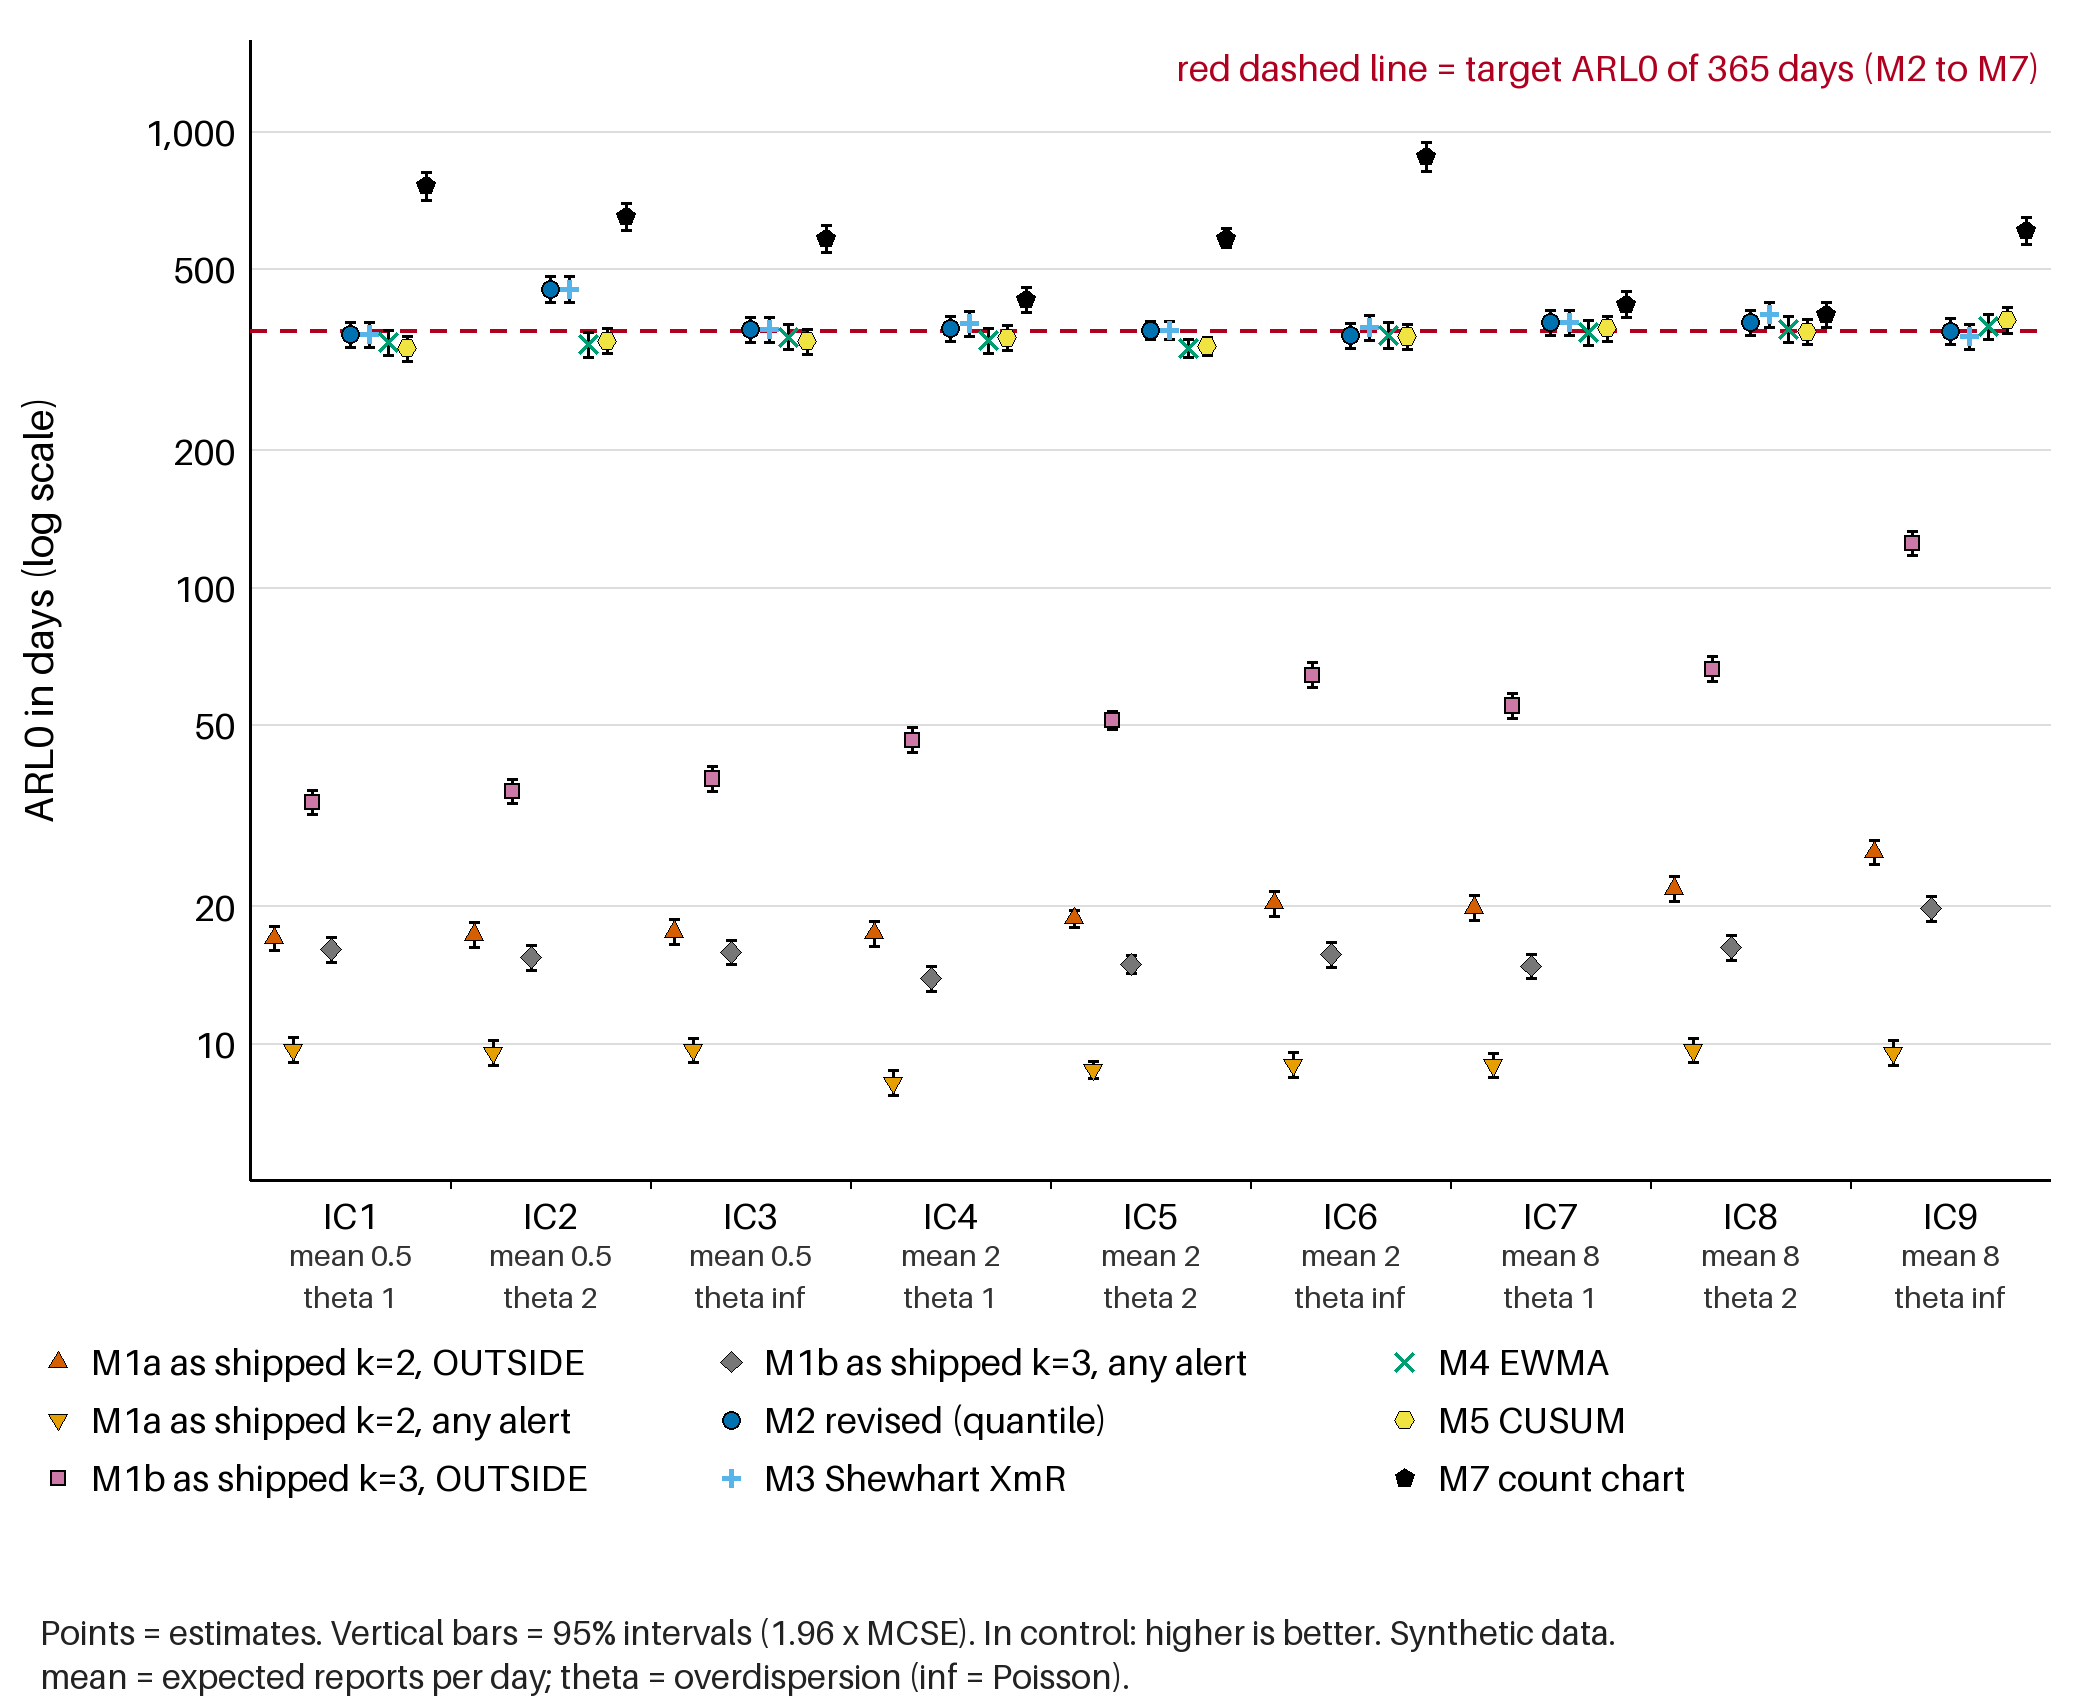 red dashed line = target ARL0 of 365 days (M2 to M7)
ARL0 in days (log scale)
1,000
500
200
100
50
20
10
IC1 IC2 IC3 IC4 IC5 IC6 IC7 IC8 IC9
mean 0.5 mean 0.5 mean 0.5 mean 2 mean 2 mean 2 mean 8 mean 8 mean 8
theta 1 theta 2 theta inf theta 1 theta 2 theta inf theta 1 theta 2 theta inf
M1a as shipped k=2, OUTSIDE
M1a as shipped k=2, any alert
M1b as shipped k=3, OUTSIDE
M1b as shipped k=3, any alert
M2 revised (quantile)
M3 Shewhart XmR
M4 EWMA
M5 CUSUM
M7 count chart
Points = estimates. Vertical bars = 95% intervals (1.96 x MCSE). In control: higher is better. Synthetic data.
mean = expected reports per day; theta = overdispersion (inf = Poisson).